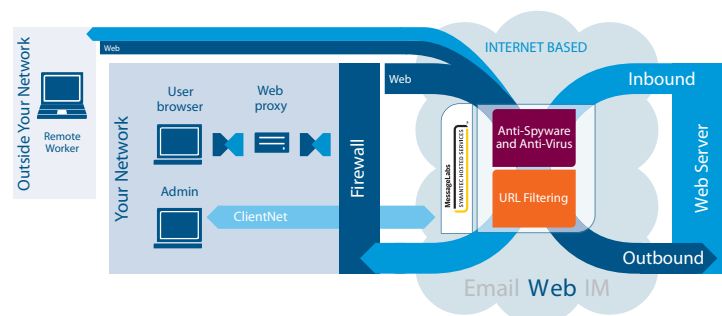 Web
INTERNET BASED
Outside Your Network
Remote
Worker
Your Network
User
browser
Web
proxy
Admin
ClientNet
Firewall
Web
MessageLabs
SYMANTEC HOSTED SERVICES
Anti-Spyware
and Anti-Virus
URL Filtering
Inbound
Web Server
Outbound
Email Web IM